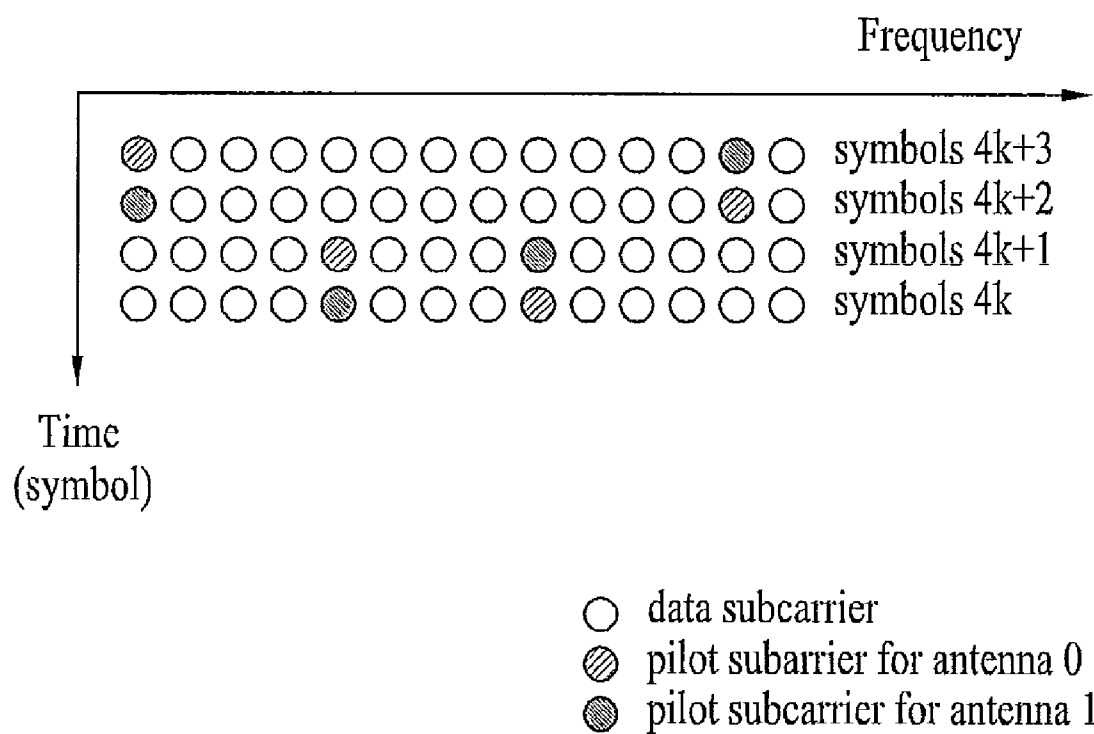 Frequency
symbols 4k+3
symbols 4k+2
symbols 4k+1
symbols 4k
Time
(symbol)
data subcarrier
pilot subarrier for antenna 0
pilot subcarrier for antenna 1